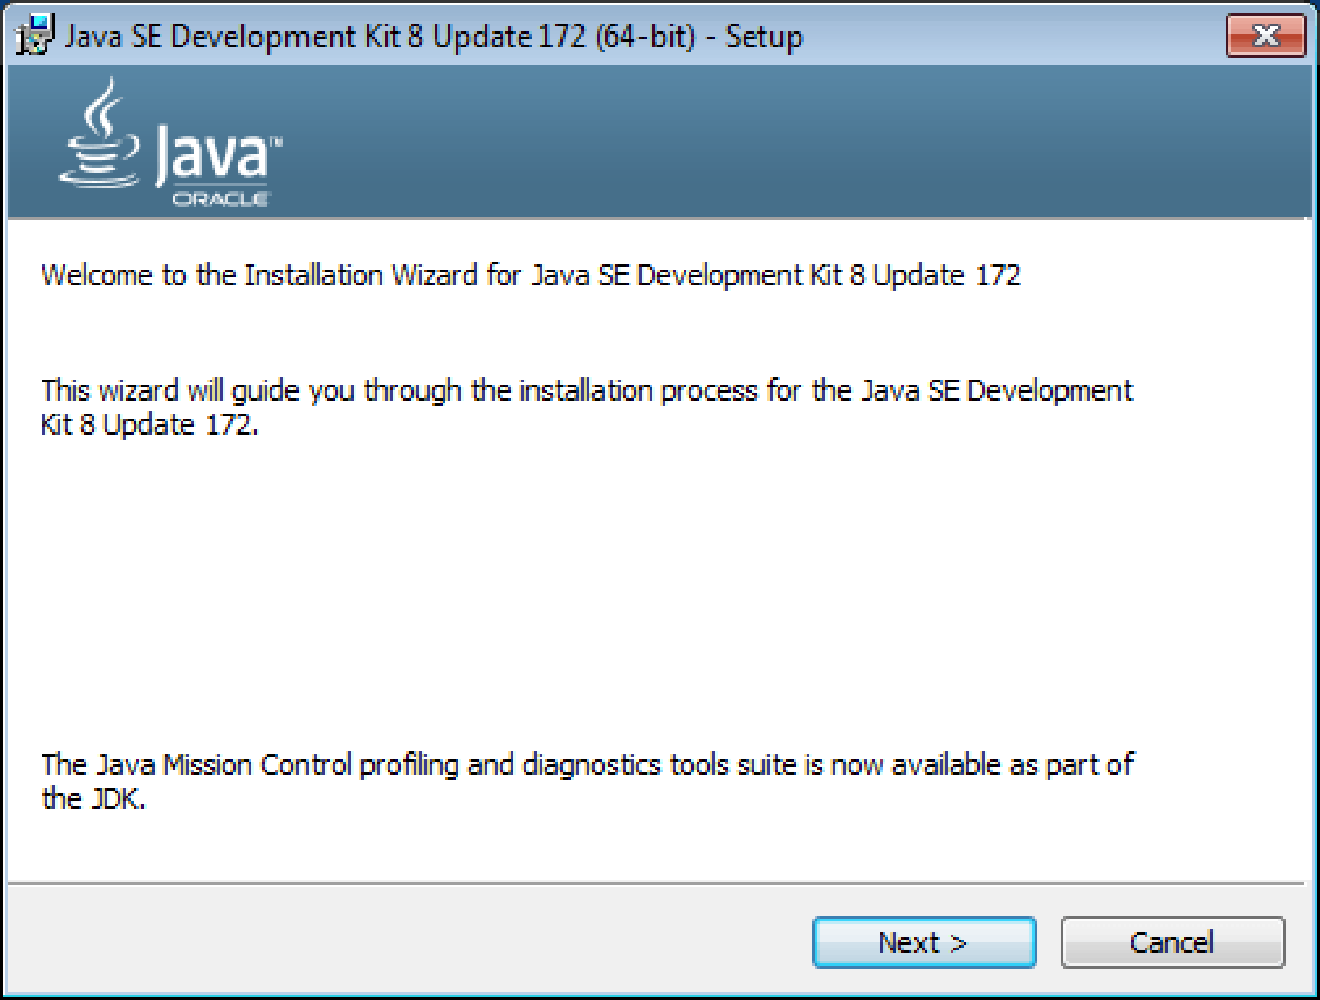 Java SE Development Kit 8 Update 172 (64-bit) - Setup
Java™
ORACLE
Welcome to the Installation Wizard for Java SE Development Kit 8 Update 172
This wizard will guide you through the installation process for the Java SE Development
Kit 8 Update 172.
The Java Mission Control profiling and diagnostics tools suite is now available as part of
the JDK.
Next >
Cancel